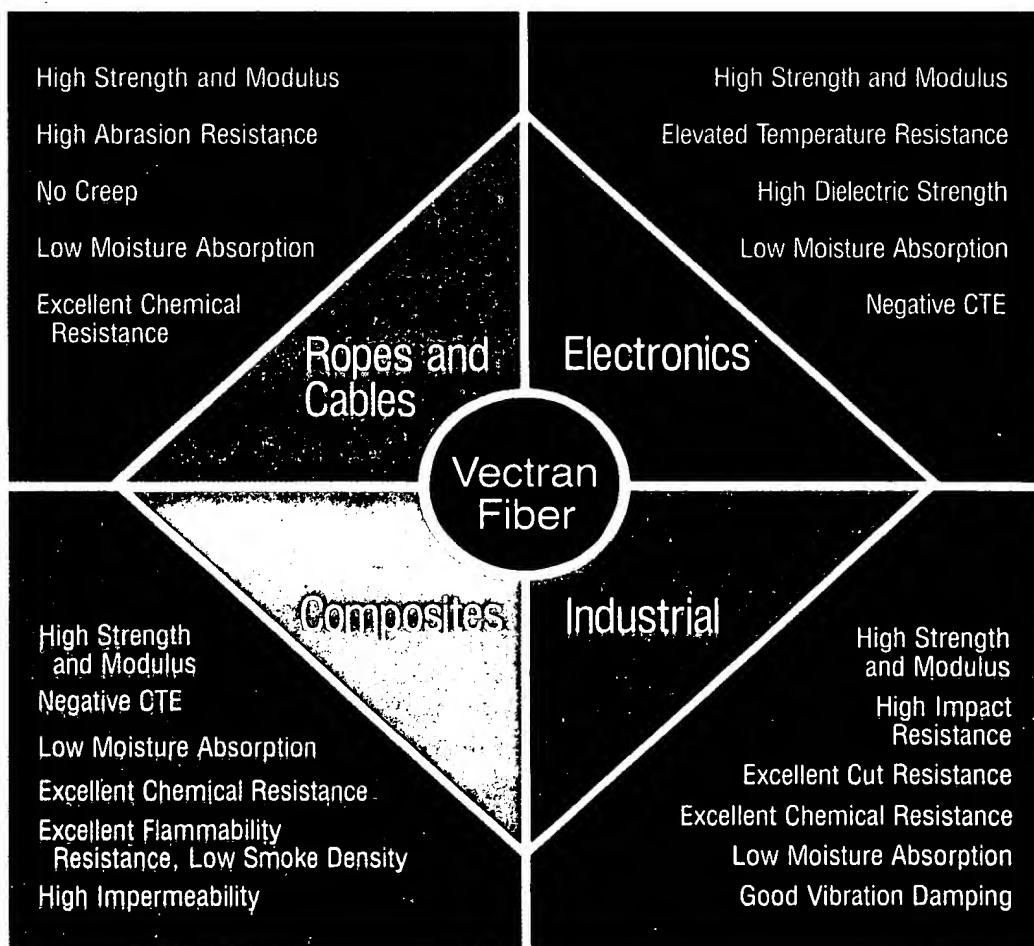 High Strength and Modulus
High Abrasion Resistance
No Creep
Low Moisture Absorption
Excellent Chemical
Resistance
Ropes and
Cables
High Strength and Modulus
Elevated Temperature Resistance
High Dielectric Strength
Low Moisture Absorption
Negative CTE
Electronics
Vectran
Fiber
Composites
High Strength
and Modulus
Negative CTE
Low Moisture Absorption
Excellent Chemical Resistance
Excellent Flammability
Resistance, Low Smoke Density
High Impermeability
Industrial
High Strength
and Modulus
High Impact
Resistance
Excellent Cut Resistance
Excellent Chemical Resistance
Low Moisture Absorption
Good Vibration Damping